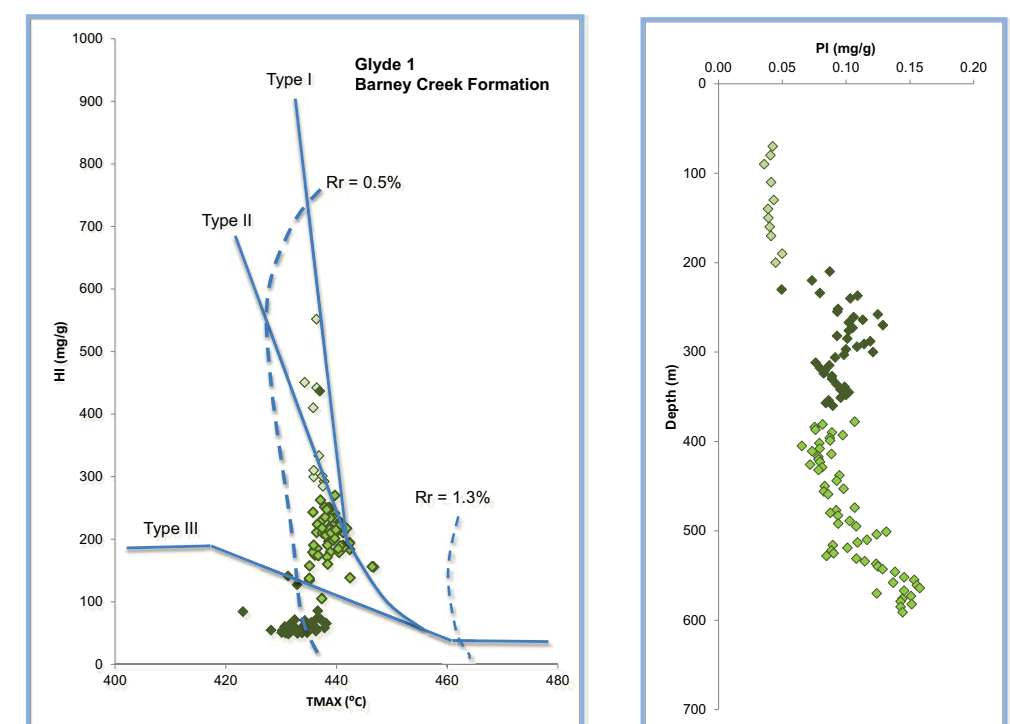 Glyde 1
Barney Creek Formation
Type I
Rr = 0.5%
Type II
Rr = 1.3%
Type III
HI (mg/g)
1000
900
800
700
600
500
400
300
200
100
0
400 420 440 460 480
TMAX (⁰C)
PI (mg/g)
0.00 0.05 0.10 0.15 0.20
Depth (m)
0
100
200
300
400
500
600
700